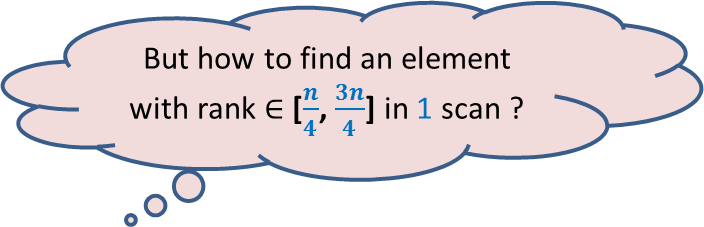 But how to find an element
with rank ∈ [n/4, 3n/4] in 1 scan ?